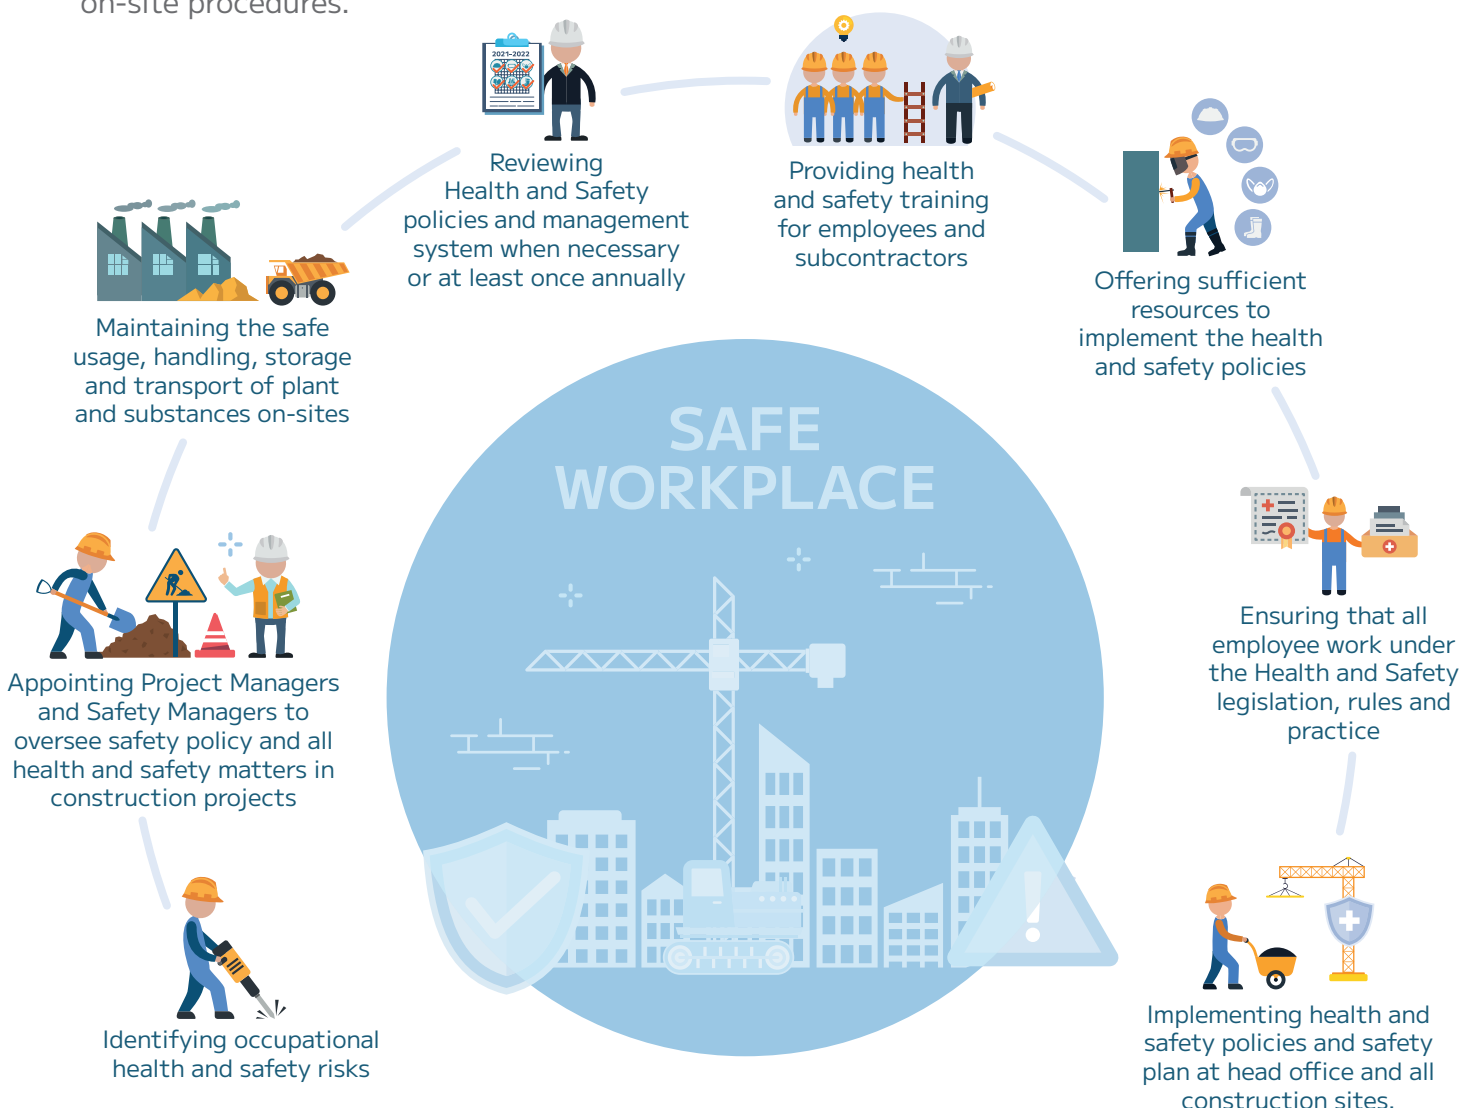 on-site procedures.
2021–2022
Reviewing
Health and Safety
policies and management
system when necessary
or at least once annually
Providing health
and safety training
for employees and
subcontractors
Offering sufficient
resources to
implement the health
and safety policies
Maintaining the safe
usage, handling, storage
and transport of plant
and substances on-sites
SAFE
WORKPLACE
Ensuring that all
employee work under
the Health and Safety
legislation, rules and
practice
Appointing Project Managers
and Safety Managers to
oversee safety policy and all
health and safety matters in
construction projects
Identifying occupational
health and safety risks
Implementing health and
safety policies and safety
plan at head office and all
construction sites.